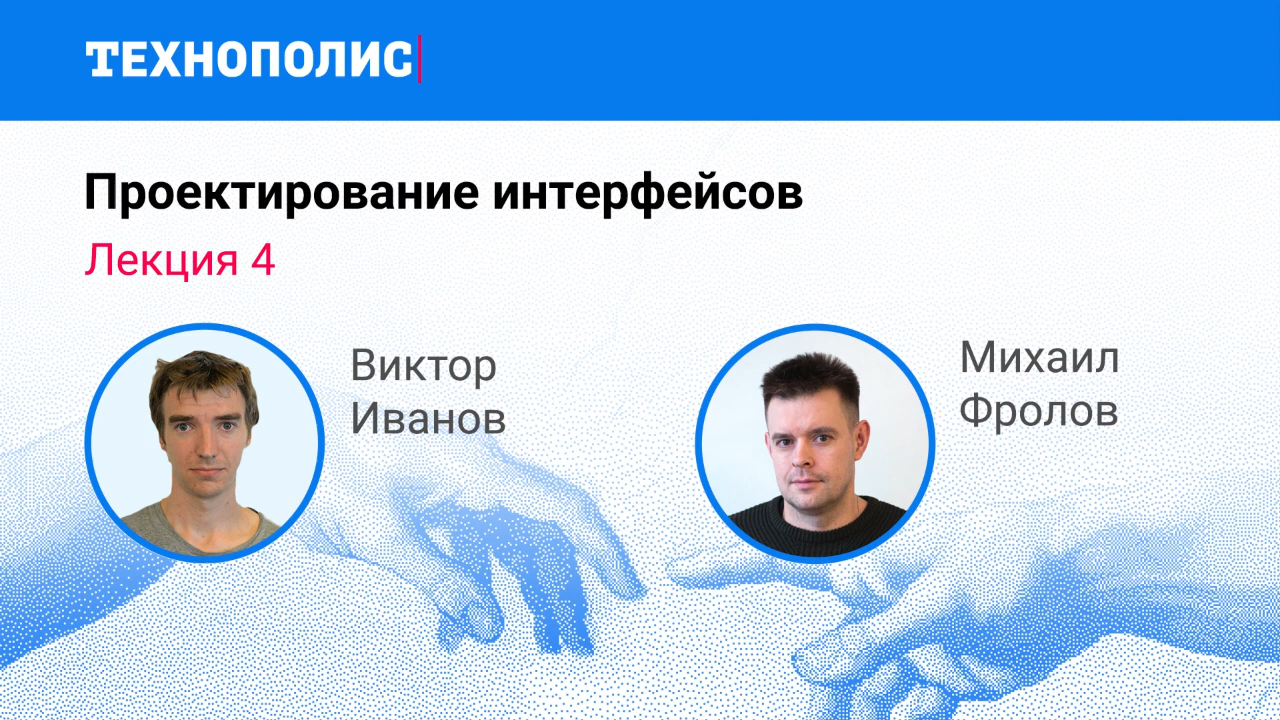 ТЕХНОПОЛИС
Проектирование интерфейсов
Лекция 4
Виктор
Иванов
Михаил
Фролов